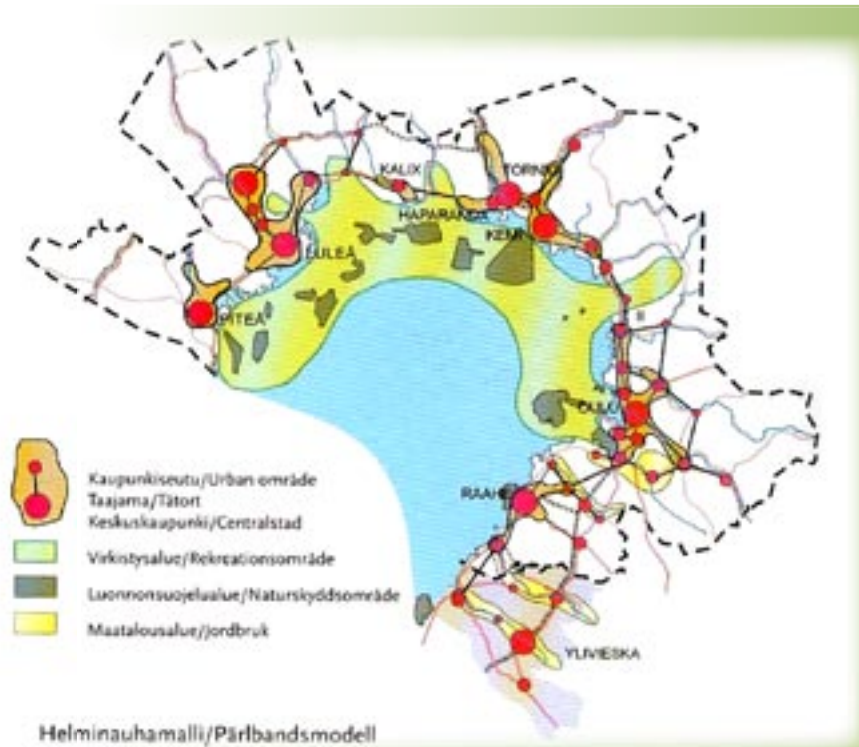 KALIX
TORNIO
HAPARANDA
KEMI
LULEÅ
PITEÅ
II
OULU
RAAHE
YLIVIESKA
Kaupunkiseutu/Urban område
Taajama/Tätort
Keskuskaupunki/Centralstad
Virkistysalue/Rekreationsområde
Luonnonsuojelualue/Naturskyddsområde
Maatalousalue/Jordbruk
Helminauhamalli/Pärlbandsmodell